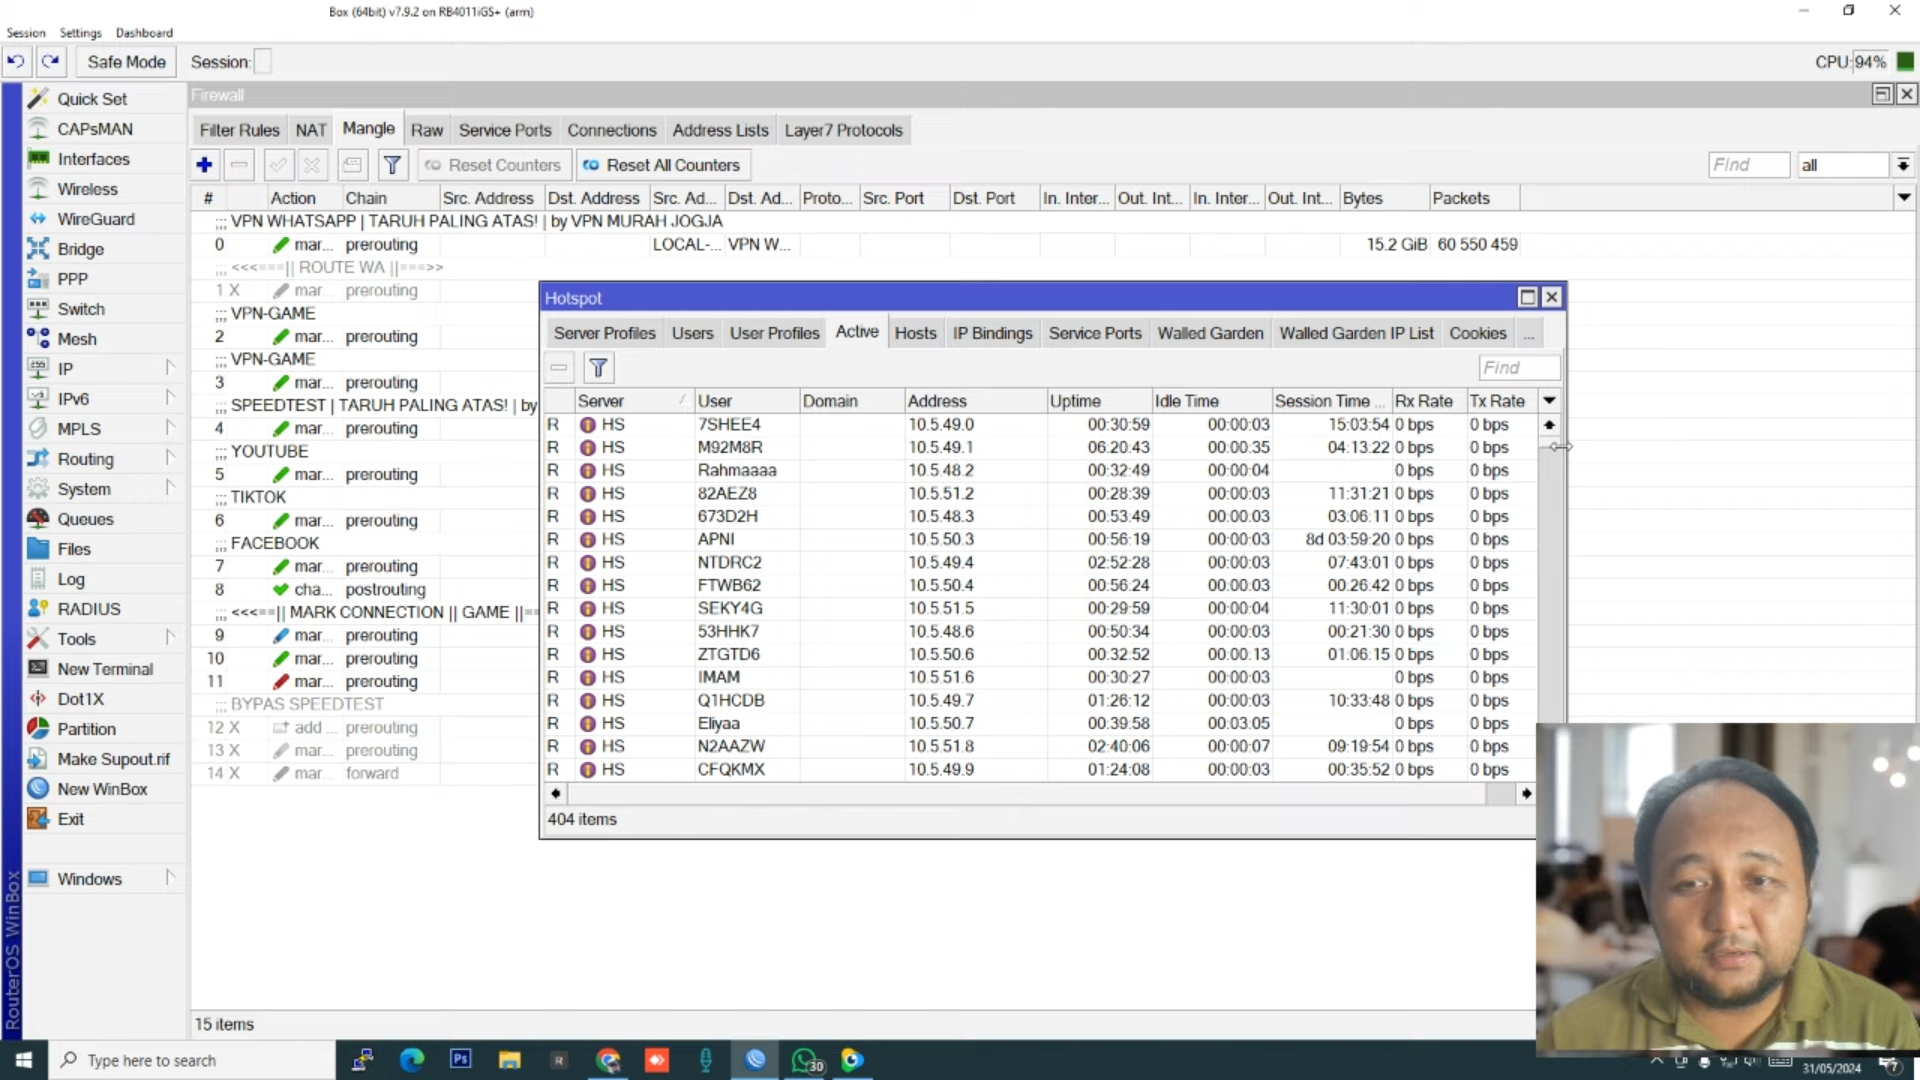 Box (64bit) v7.9.2 on RB4011iGS+ (arm)
Session Settings Dashboard
Safe Mode Session: CPU: 94%
Quick Set
CAPsMAN
Interfaces
Wireless
WireGuard
Bridge
PPP
Switch
Mesh
IP
IPv6
MPLS
Routing
System
Queues
Files
Log
RADIUS
Tools
New Terminal
Dot1X
Partition
Make Supout.rif
New WinBox
Exit
Windows
RouterOS WinBox
Firewall
Filter Rules NAT Mangle Raw Service Ports Connections Address Lists Layer7 Protocols
Reset Counters Reset All Counters Find all
# Action Chain Src. Address Dst. Address Src. Ad... Dst. Ad... Proto... Src. Port Dst. Port In. Inter... Out. Int... In. Inter... Out. Int... Bytes Packets
;;; VPN WHATSAPP | TARUH PALING ATAS! | by VPN MURAH JOGJA
0 mar... prerouting LOCAL-... VPN W... 15.2 GiB 60 550 459
;;; <<<===|| ROUTE WA ||===>>
1 X mar... prerouting
;;; VPN-GAME
2 mar... prerouting
;;; VPN-GAME
3 mar... prerouting
;;; SPEEDTEST | TARUH PALING ATAS! | by
4 mar... prerouting
;;; YOUTUBE
5 mar... prerouting
;;; TIKTOK
6 mar... prerouting
;;; FACEBOOK
7 mar... prerouting
8 cha... postrouting
;;; <<<==|| MARK CONNECTION || GAME ||==
9 mar... prerouting
10 mar... prerouting
11 mar... prerouting
;;; BYPAS SPEEDTEST
12 X add ... prerouting
13 X mar... prerouting
14 X mar... forward
15 items
Hotspot
Server Profiles Users User Profiles Active Hosts IP Bindings Service Ports Walled Garden Walled Garden IP List Cookies ...
Find
Server User Domain Address Uptime Idle Time Session Time ... Rx Rate Tx Rate
R HS 7SHEE4 10.5.49.0 00:30:59 00:00:03 15:03:54 0 bps 0 bps
R HS M92M8R 10.5.49.1 06:20:43 00:00:35 04:13:22 0 bps 0 bps
R HS Rahmaaaa 10.5.48.2 00:32:49 00:00:04 0 bps 0 bps
R HS 82AEZ8 10.5.51.2 00:28:39 00:00:03 11:31:21 0 bps 0 bps
R HS 673D2H 10.5.48.3 00:53:49 00:00:03 03:06:11 0 bps 0 bps
R HS APNI 10.5.50.3 00:56:19 00:00:03 8d 03:59:20 0 bps 0 bps
R HS NTDRC2 10.5.49.4 02:52:28 00:00:03 07:43:01 0 bps 0 bps
R HS FTWB62 10.5.50.4 00:56:24 00:00:03 00:26:42 0 bps 0 bps
R HS SEKY4G 10.5.51.5 00:29:59 00:00:04 11:30:01 0 bps 0 bps
R HS 53HHK7 10.5.48.6 00:50:34 00:00:03 00:21:30 0 bps 0 bps
R HS ZTGTD6 10.5.50.6 00:32:52 00:00:13 01:06:15 0 bps 0 bps
R HS IMAM 10.5.51.6 00:30:27 00:00:03 0 bps 0 bps
R HS Q1HCDB 10.5.49.7 01:26:12 00:00:03 10:33:48 0 bps 0 bps
R HS Eliyaa 10.5.50.7 00:39:58 00:03:05 0 bps 0 bps
R HS N2AAZW 10.5.51.8 02:40:06 00:00:07 09:19:54 0 bps 0 bps
R HS CFQKMX 10.5.49.9 01:24:08 00:00:03 00:35:52 0 bps 0 bps
404 items
Type here to search
Ps
R
30
31/05/2024
7